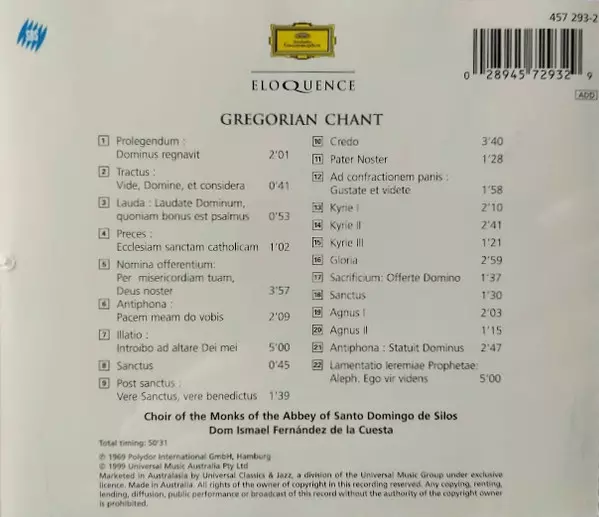 SBS
457 293-2
Deutsche Grammophon
ELOQUENCE
0 28945 72932 9
ADD
GREGORIAN CHANT
1 Prolegendum :
Dominus regnavit 2'01
2 Tractus :
Vide, Domine, et considera 0'41
3 Lauda : Laudate Dominum,
quoniam bonus est psalmus 0'53
4 Preces :
Ecclesiam sanctam catholicam 1'02
5 Nomina offerentium:
Per misericordiam tuam,
Deus noster 3'57
6 Antiphona :
Pacem meam do vobis 2'09
7 Illatio :
Introibo ad altare Dei mei 5'00
8 Sanctus 0'45
9 Post sanctus :
Vere Sanctus, vere benedictus 1'39
10 Credo 3'40
11 Pater Noster 1'28
12 Ad confractionem panis :
Gustate et videte 1'58
13 Kyrie I 2'10
14 Kyrie II 2'41
15 Kyrie III 1'21
16 Gloria 2'59
17 Sacrificium: Offerte Domino 1'37
18 Sanctus 1'30
19 Agnus I 2'03
20 Agnus II 1'15
21 Antiphona : Statuit Dominus 2'47
22 Lamentatio Ieremiae Prophetae:
Aleph. Ego vir videns 5'00
Choir of the Monks of the Abbey of Santo Domingo de Silos
Dom Ismael Fernández de la Cuesta
Total timing: 50'31
℗ 1969 Polydor International GmbH, Hamburg
© 1999 Universal Music Australia Pty Ltd
Marketed in Australasia by Universal Classics & Jazz, a division of the Universal Music Group under exclusive
licence. Made in Australia. All rights of the owner of copyright in this recording reserved. Any copying, renting,
lending, diffusion, public performance or broadcast of this record without the authority of the copyright owner
is prohibited.